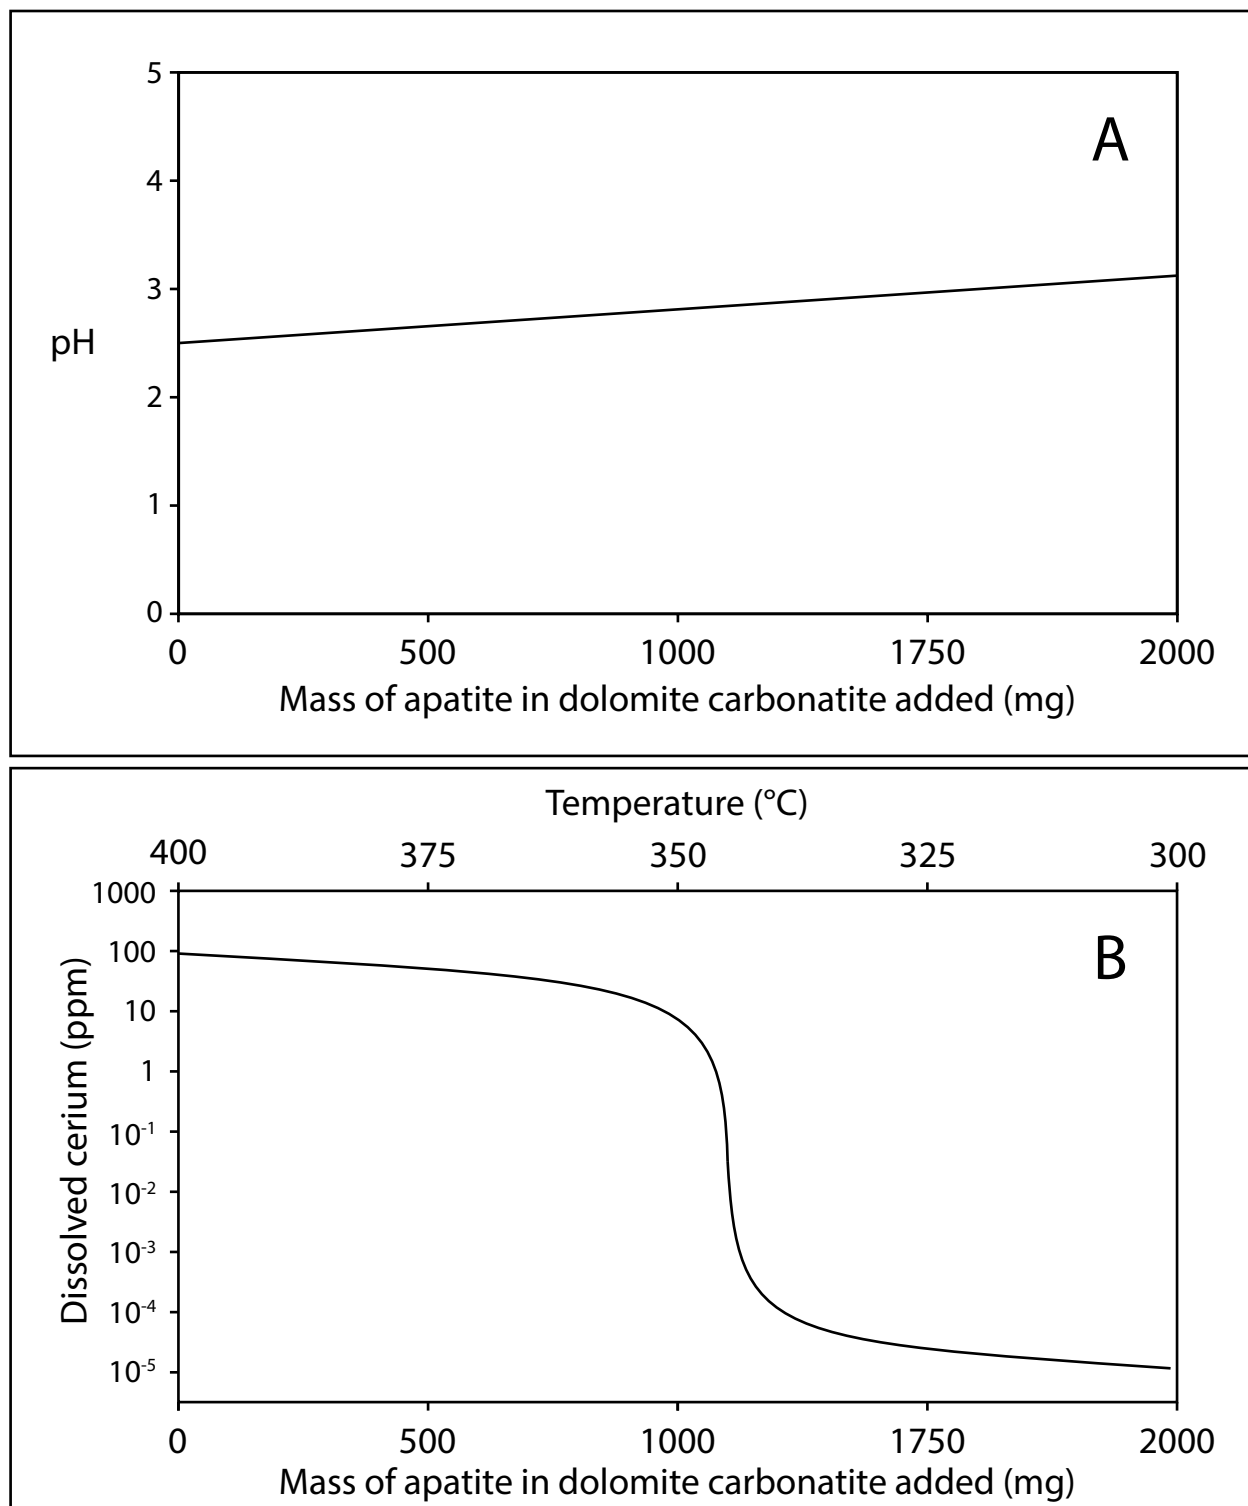 A
5
4
3
pH
2
1
0
0 500 1000 1750 2000
Mass of apatite in dolomite carbonatite added (mg)
Temperature (°C)
400 375 350 325 300
B
Dissolved cerium (ppm)
1000
100
10
1
10-1
10-2
10-3
10-4
10-5
0 500 1000 1750 2000
Mass of apatite in dolomite carbonatite added (mg)